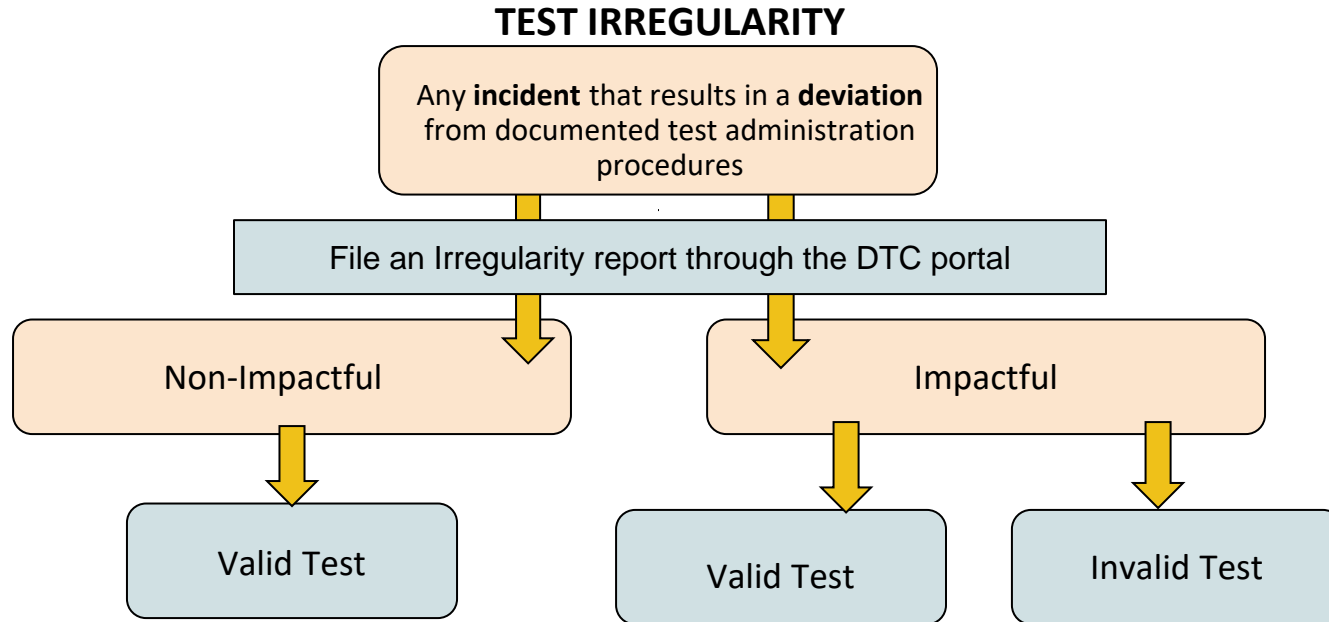 TEST IRREGULARITY
Any incident that results in a deviation
from documented test administration
procedures
File an Irregularity report through the DTC portal
Non-Impactful
Impactful
Valid Test
Valid Test
Invalid Test